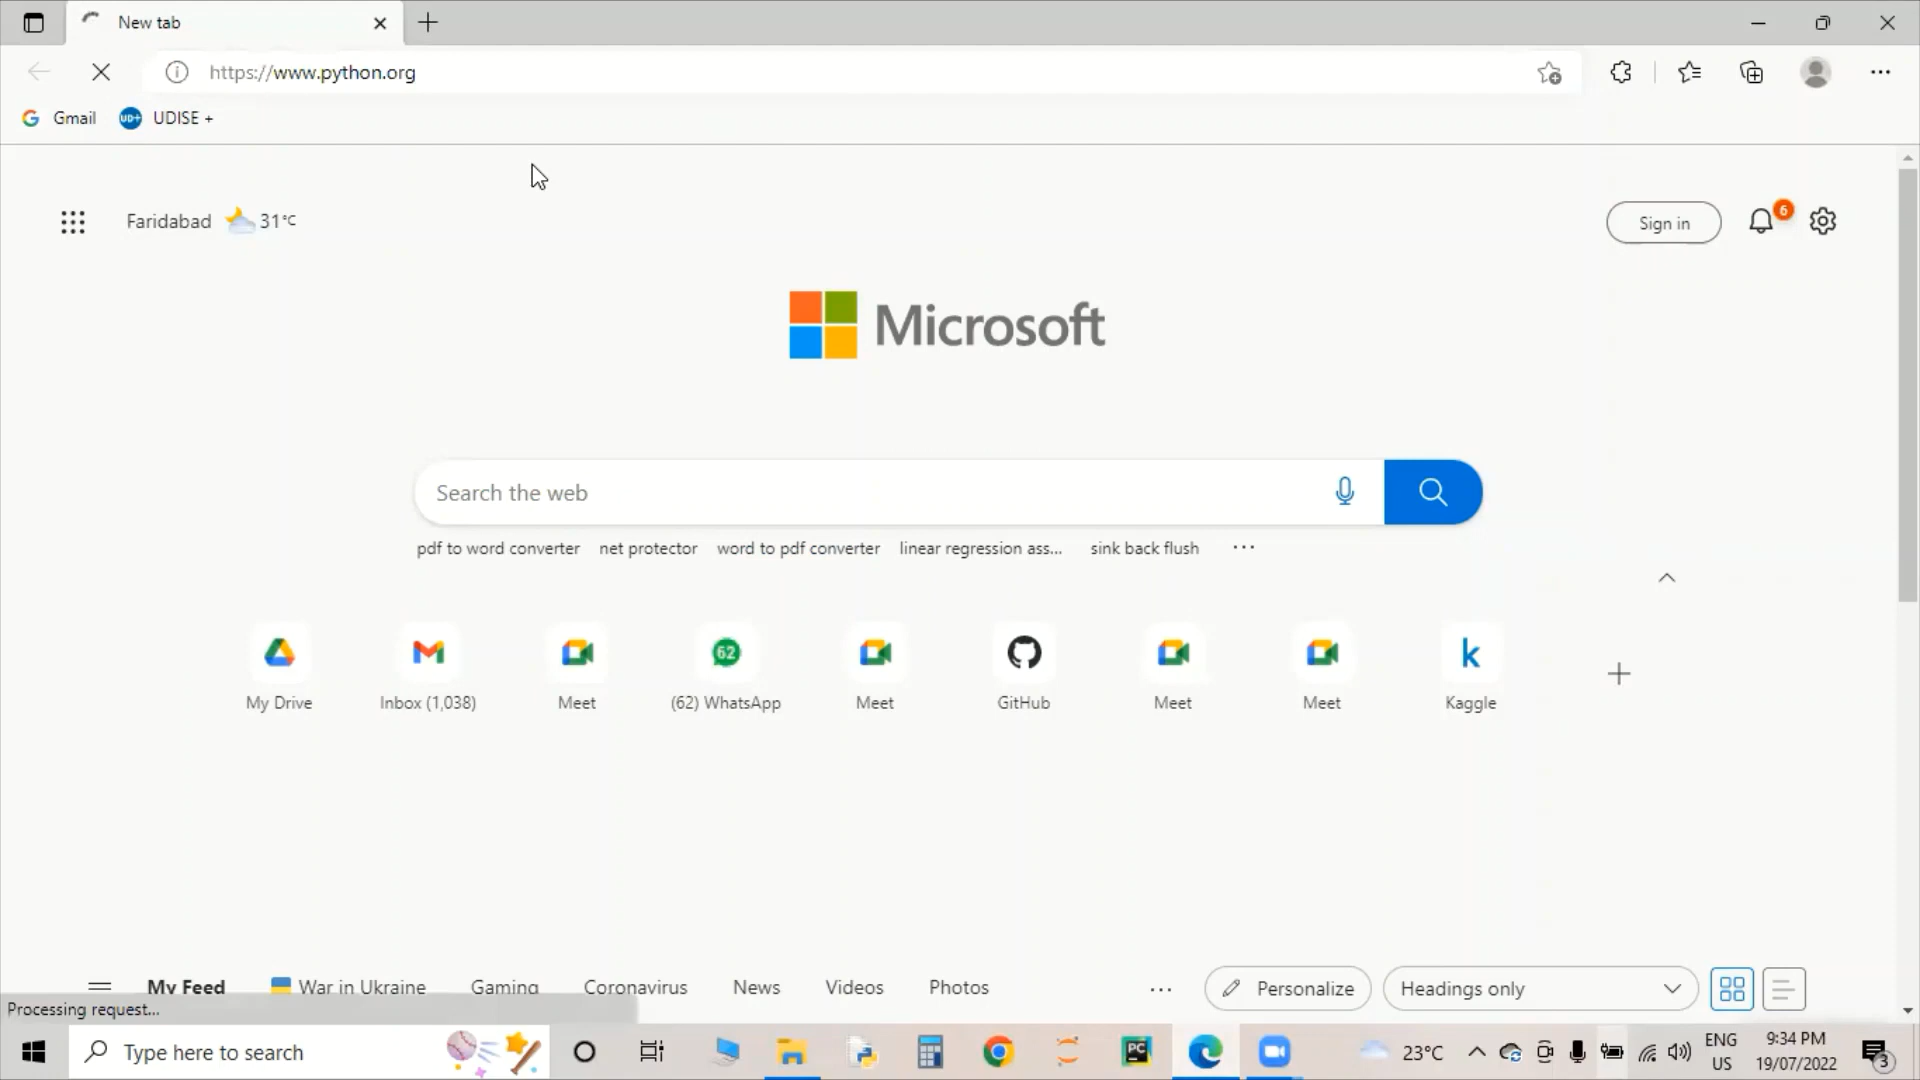 New tab
https://www.python.org
Gmail UD+ UDISE +
Faridabad 31°C
Sign in 6
Microsoft
Search the web
pdf to word converter net protector word to pdf converter linear regression ass... sink back flush ...
62 k
My Drive Inbox (1,038) Meet (62) WhatsApp Meet GitHub Meet Meet Kaggle
My Feed War in Ukraine Gaming Coronavirus News Videos Photos ... Personalize Headings only
Processing request...
Type here to search PC 23°C ENG 9:34 PM
US 19/07/2022 3